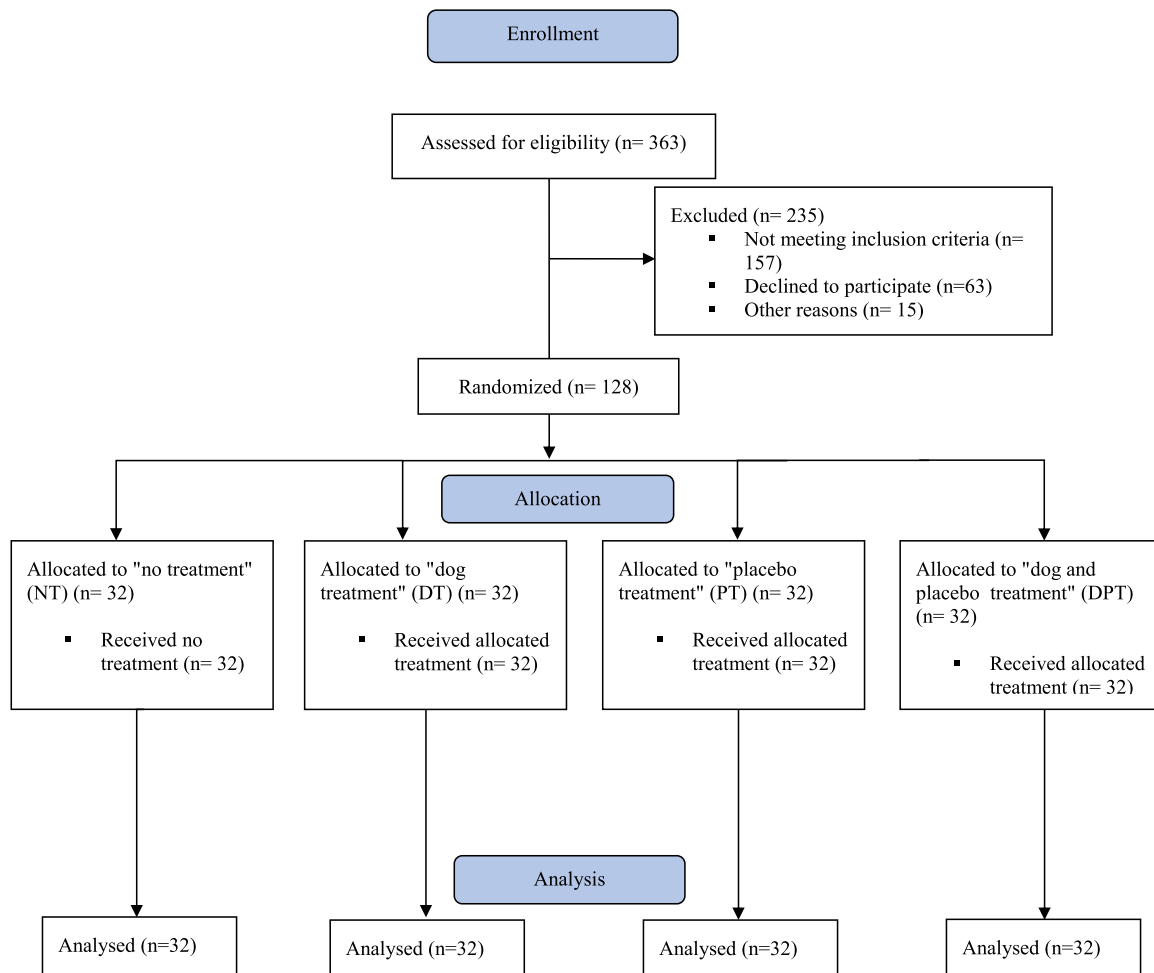 Enrollment
Assessed for eligibility (n= 363)
Excluded (n= 235)
▪ Not meeting inclusion criteria (n=
157)
▪ Declined to participate (n=63)
▪ Other reasons (n= 15)
Randomized (n= 128)
Allocation
Allocated to "no treatment"
(NT) (n= 32)
▪ Received no
treatment (n= 32)
Allocated to "dog
treatment" (DT) (n= 32)
▪ Received allocated
treatment (n= 32)
Allocated to "placebo
treatment" (PT) (n= 32)
▪ Received allocated
treatment (n= 32)
Allocated to "dog and
placebo treatment" (DPT)
(n= 32)
▪ Received allocated
treatment (n= 32)
Analysis
Analysed (n=32)
Analysed (n=32)
Analysed (n=32)
Analysed (n=32)